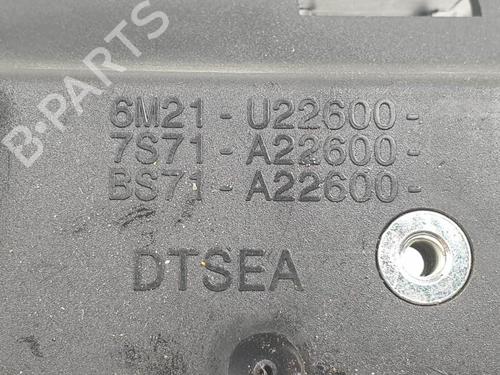 B-PARTS
6M21 - U22600 -
7S71 - A22600 -
BS71 - A22600 -
DTSEA